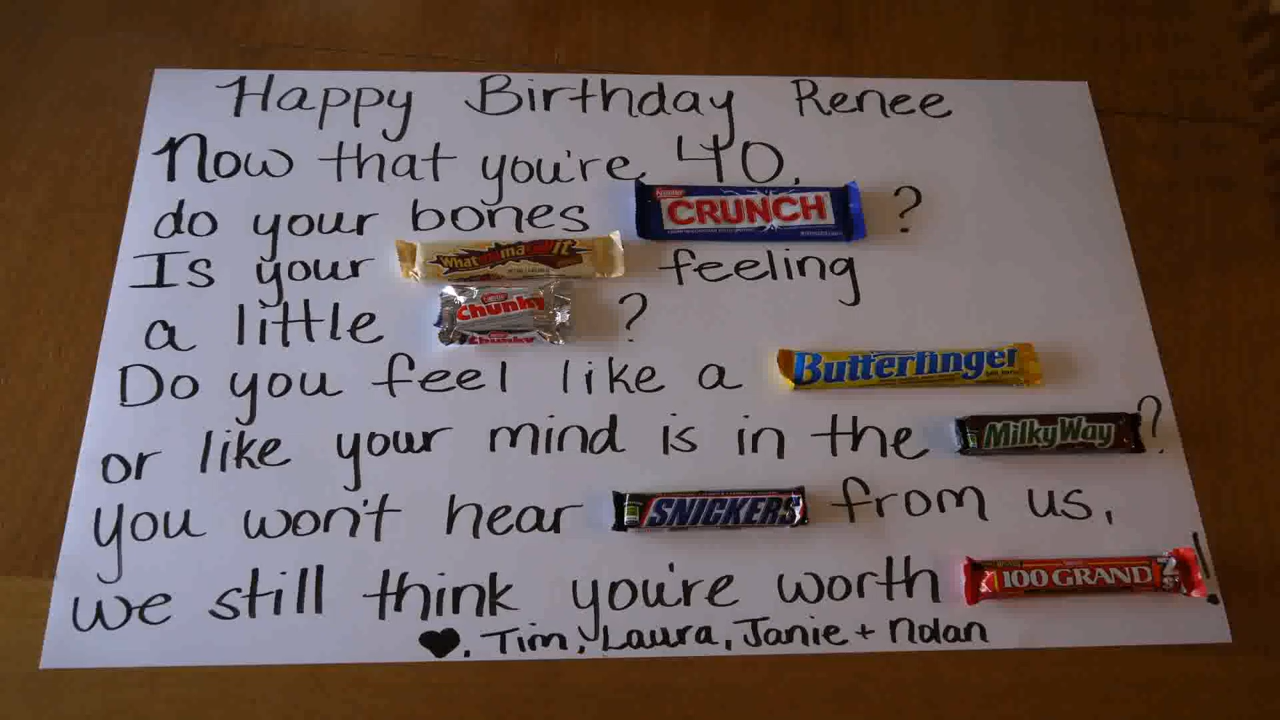 Happy Birthday Renee
Now that you're 40,
do your bones CRUNCH ?
Is your Whatchamacallit feeling
a little Chunky ?
Do you feel like a Butterfinger
or like your mind is in the Milky Way ?
you won't hear SNICKERS from us,
we still think you're worth 100 GRAND !
♥, Tim, Laura, Janie + Nolan